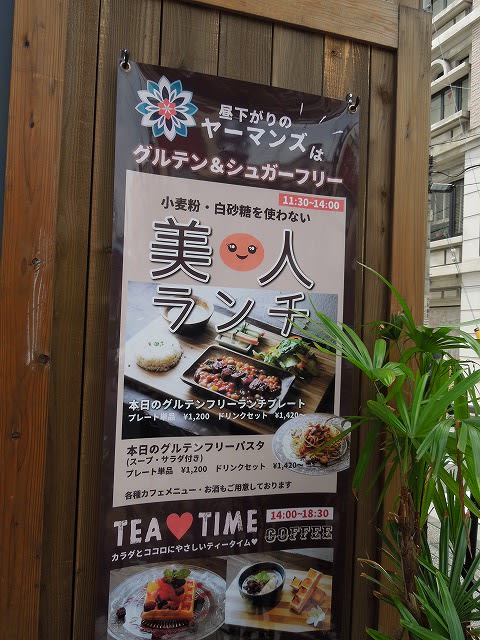 昼下がりの
ヤーマンズは
グルテン&シュガーフリー
11:30~14:00
小麦粉・白砂糖を使わない
美人
ランチ
本日のグルテンフリーランチプレート
プレート単品 ¥1,200 ドリンクセット ¥1,420~
本日のグルテンフリーパスタ
(スープ・サラダ付き)
プレート単品 ¥1,200 ドリンクセット ¥1,420~
各種カフェメニュー・お酒もご用意しております
14:00~18:30
TEA♥TIME COFFEE
カラダとココロにやさしいティータイム♥